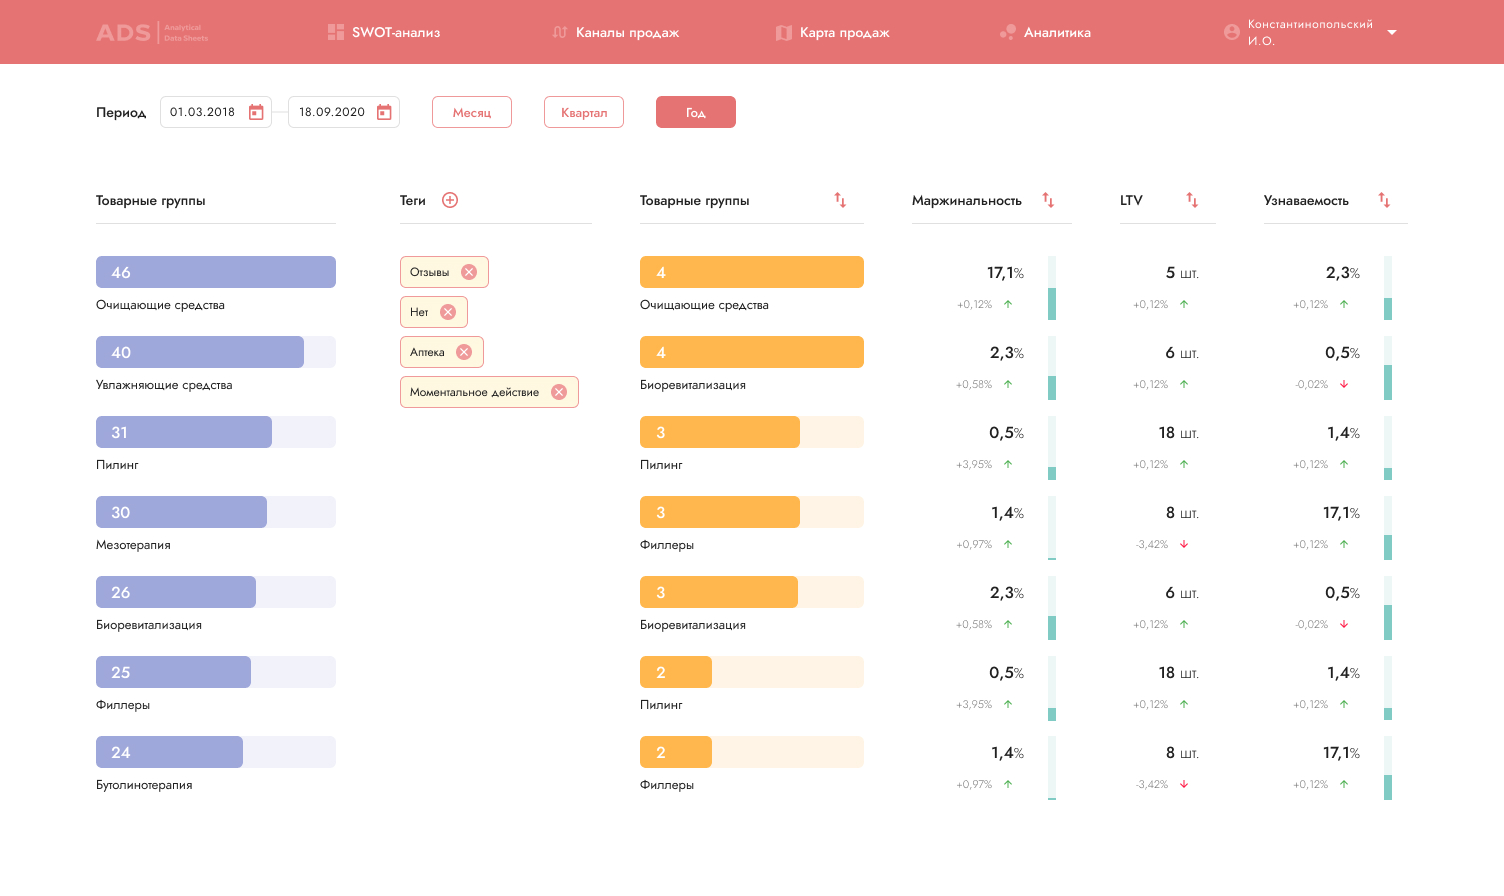 ADS
Analytical
Data Sheets
SWOT-анализ
Каналы продаж
Карта продаж
Аналитика
Константинопольский
И.О.
Период
01.03.2018
18.09.2020
Месяц
Квартал
Год
Товарные группы
Теги
Товарные группы
Маржинальность
LTV
Узнаваемость
46
Очищающие средства
40
Увлажняющие средства
31
Пилинг
30
Мезотерапия
26
Биоревитализация
25
Филлеры
24
Бутолинотерапия
Отзывы
Нет
Аптека
Моментальное действие
4
Очищающие средства
17,1%
+0,12%
5 шт.
+0,12%
2,3%
+0,12%
4
Биоревитализация
2,3%
+0,58%
6 шт.
+0,12%
0,5%
-0,02%
3
Пилинг
0,5%
+3,95%
18 шт.
+0,12%
1,4%
+0,12%
3
Филлеры
1,4%
+0,97%
8 шт.
-3,42%
17,1%
+0,12%
3
Биоревитализация
2,3%
+0,58%
6 шт.
+0,12%
0,5%
-0,02%
2
Пилинг
0,5%
+3,95%
18 шт.
+0,12%
1,4%
+0,12%
2
Филлеры
1,4%
+0,97%
8 шт.
-3,42%
17,1%
+0,12%